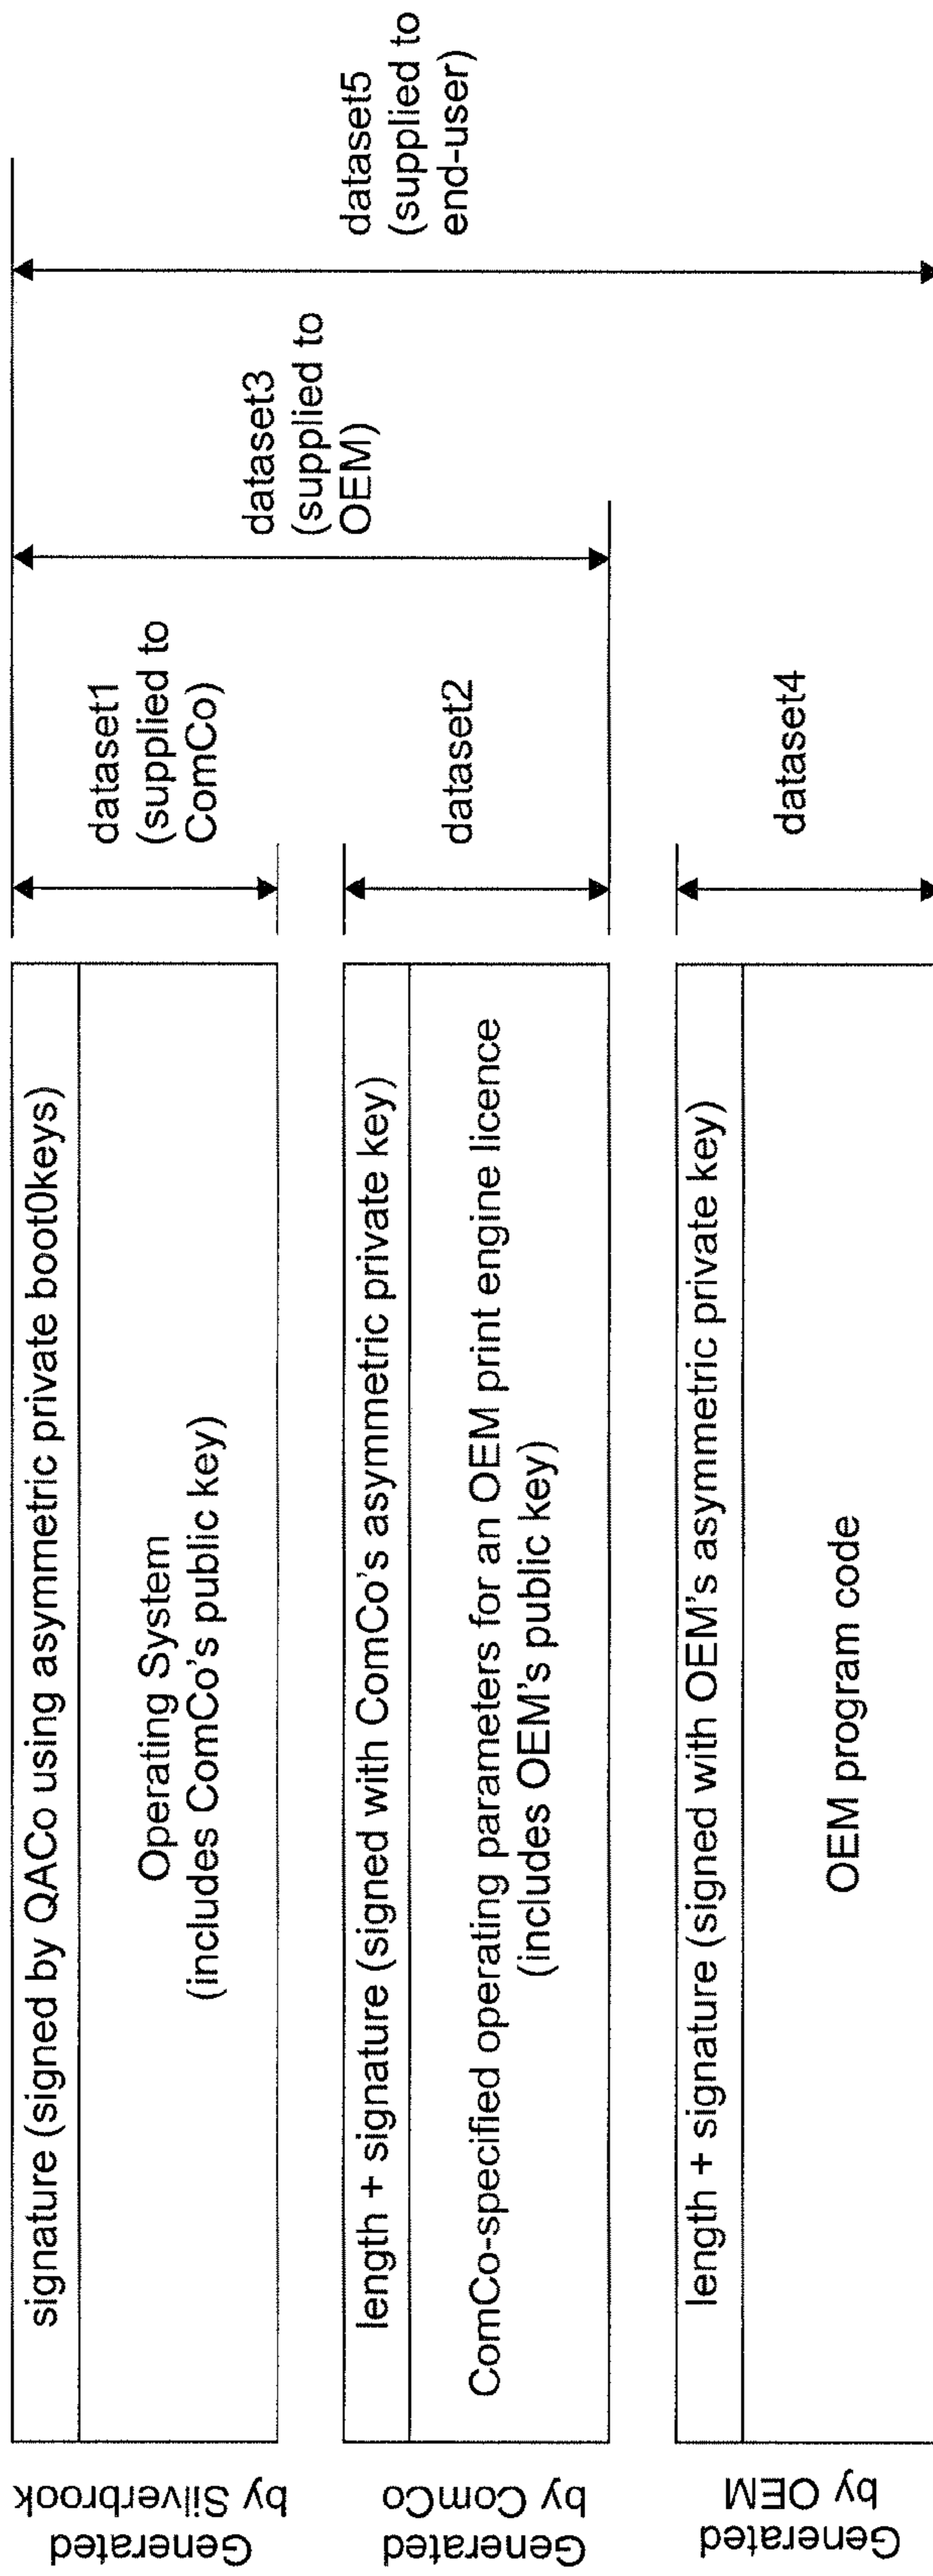 Generated
by Silverbrook
signature (signed by QACo using asymmetric private boot0keys)
Operating System
(includes ComCo's public key)
dataset1
(supplied to
ComCo)
dataset3
(supplied to
OEM)
dataset5
(supplied to
end-user)
Generated
by ComCo
length + signature (signed with ComCo's asymmetric private key)
ComCo-specified operating parameters for an OEM print engine licence
(includes OEM's public key)
dataset2
Generated
by OEM
length + signature (signed with OEM's asymmetric private key)
OEM program code
dataset4